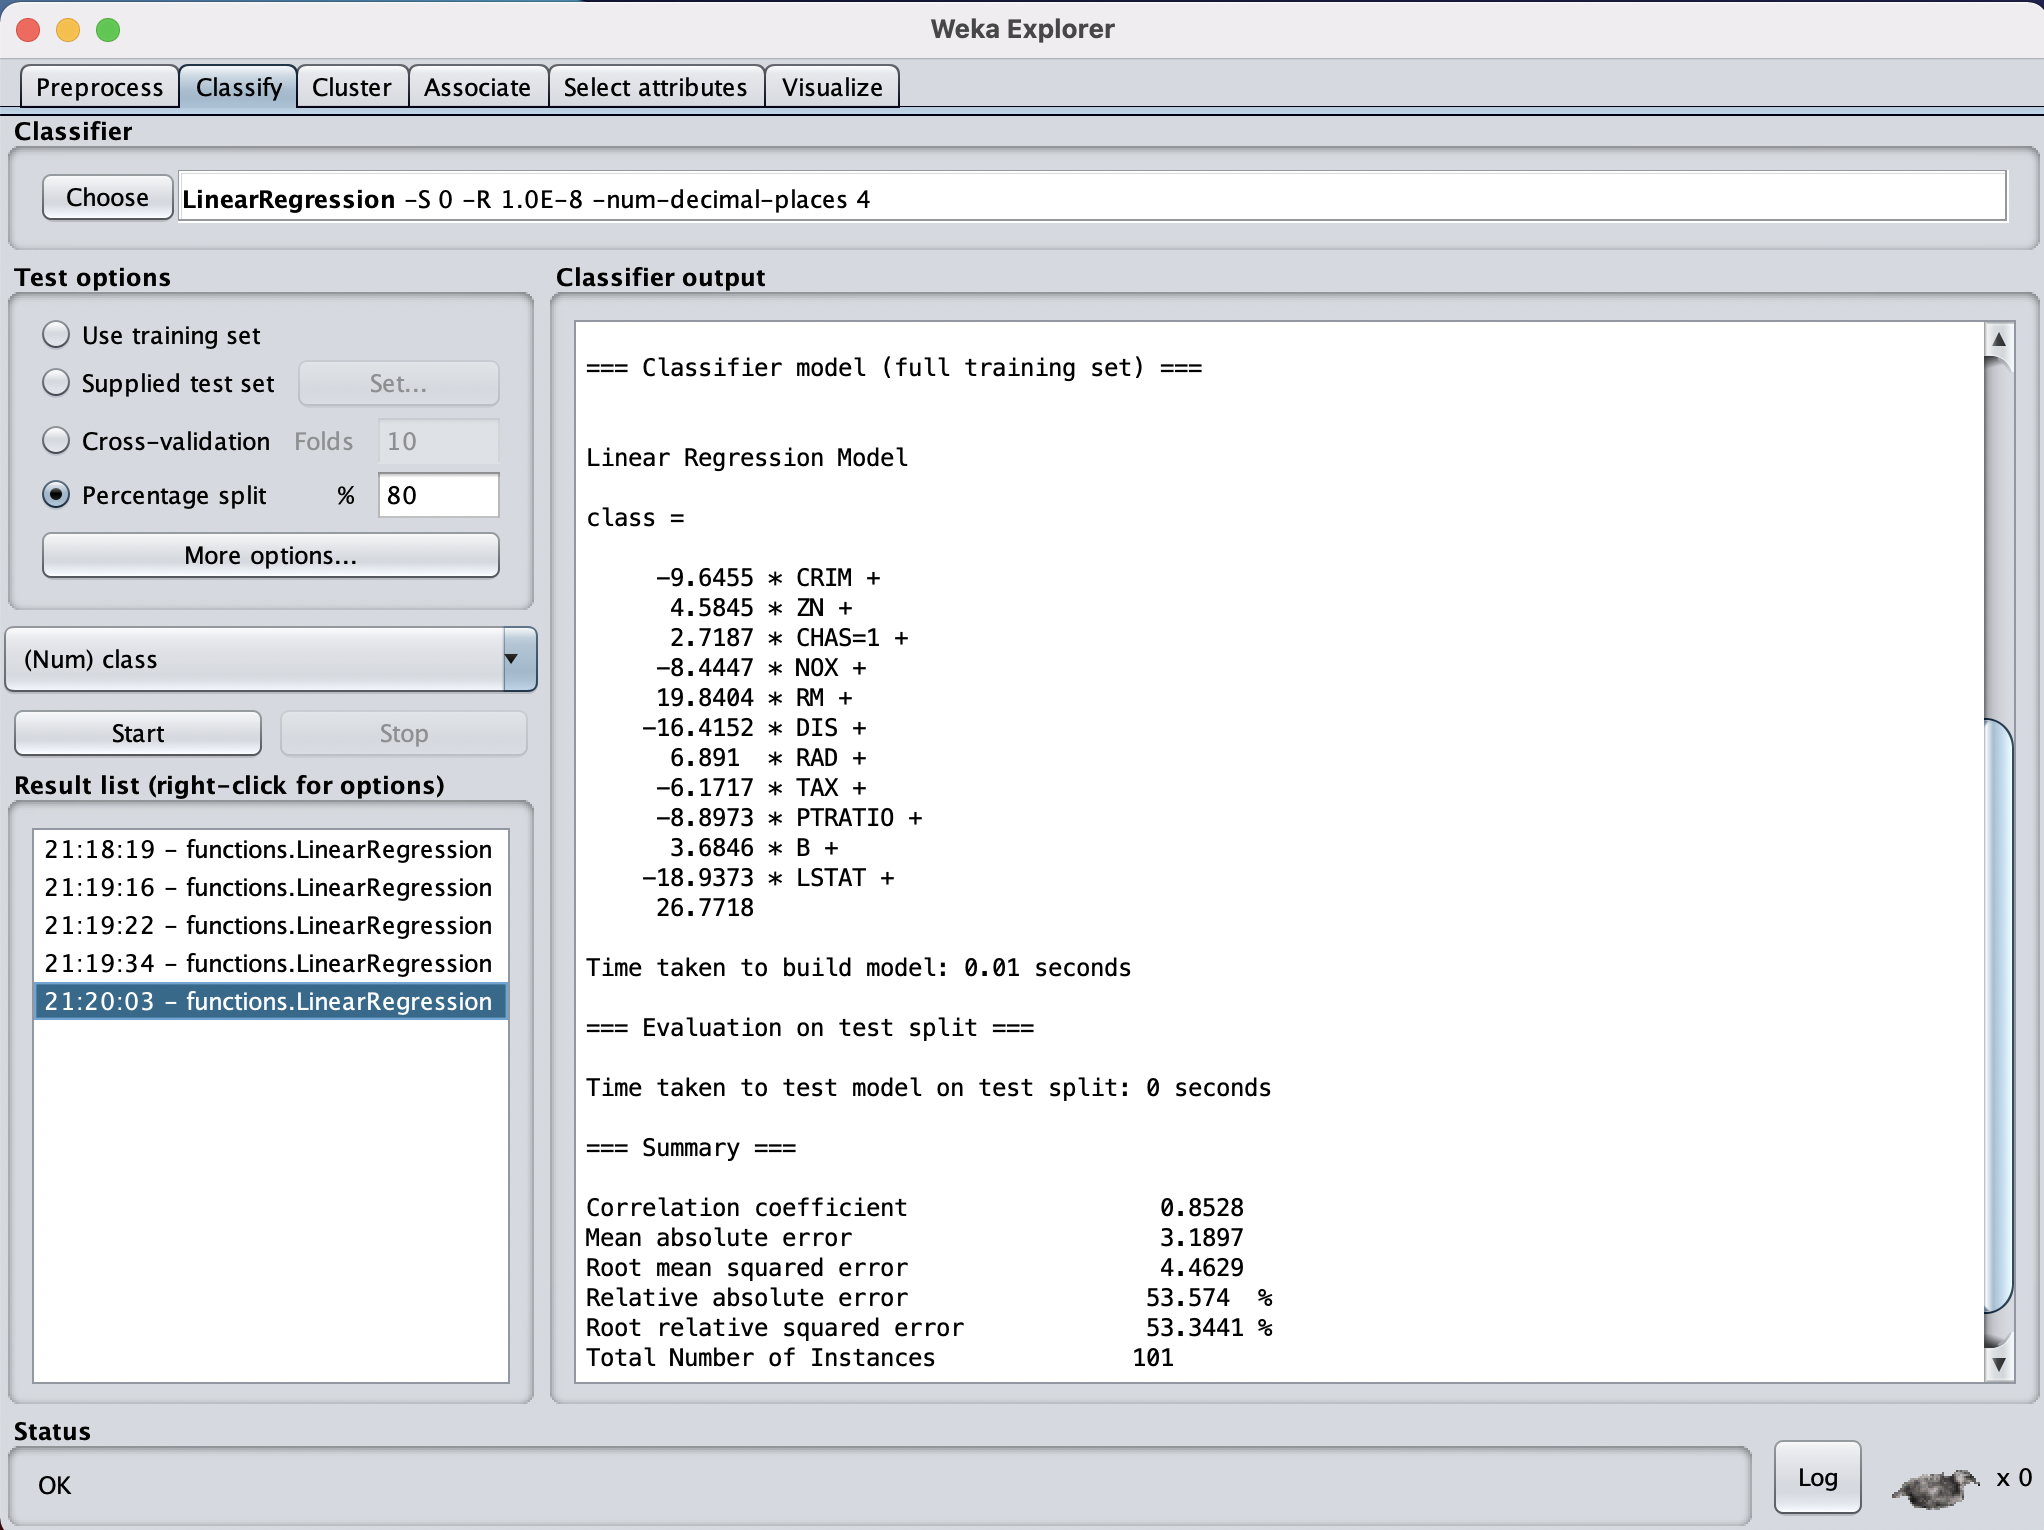 Weka Explorer
Preprocess Classify Cluster Associate Select attributes Visualize
Classifier
Choose LinearRegression -S 0 -R 1.0E-8 -num-decimal-places 4
Test options
Use training set
Supplied test set Set...
Cross-validation Folds 10
Percentage split % 80
More options...
(Num) class
Start Stop
Result list (right-click for options)
21:18:19 - functions.LinearRegression
21:19:16 - functions.LinearRegression
21:19:22 - functions.LinearRegression
21:19:34 - functions.LinearRegression
21:20:03 - functions.LinearRegression
Classifier output
=== Classifier model (full training set) ===
Linear Regression Model
class =
-9.6455 * CRIM +
4.5845 * ZN +
2.7187 * CHAS=1 +
-8.4447 * NOX +
19.8404 * RM +
-16.4152 * DIS +
6.891 * RAD +
-6.1717 * TAX +
-8.8973 * PTRATIO +
3.6846 * B +
-18.9373 * LSTAT +
26.7718
Time taken to build model: 0.01 seconds
=== Evaluation on test split ===
Time taken to test model on test split: 0 seconds
=== Summary ===
Correlation coefficient 0.8528
Mean absolute error 3.1897
Root mean squared error 4.4629
Relative absolute error 53.574 %
Root relative squared error 53.3441 %
Total Number of Instances 101
Status
OK
Log x 0